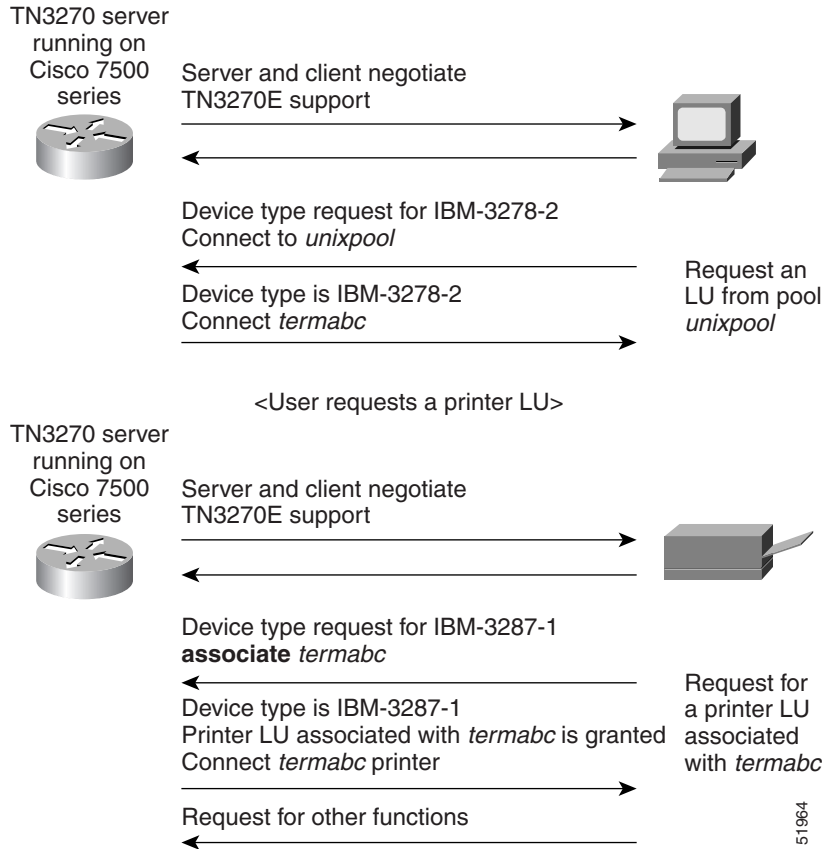 TN3270 server
running on
Cisco 7500
series
Server and client negotiate
TN3270E support
Device type request for IBM-3278-2
Connect to unixpool
Request an
LU from pool
unixpool
Device type is IBM-3278-2
Connect termabc
<User requests a printer LU>
TN3270 server
running on
Cisco 7500
series
Server and client negotiate
TN3270E support
Device type request for IBM-3287-1
associate termabc
Request for
a printer LU
associated
with termabc
Device type is IBM-3287-1
Printer LU associated with termabc is granted
Connect termabc printer
Request for other functions
51964